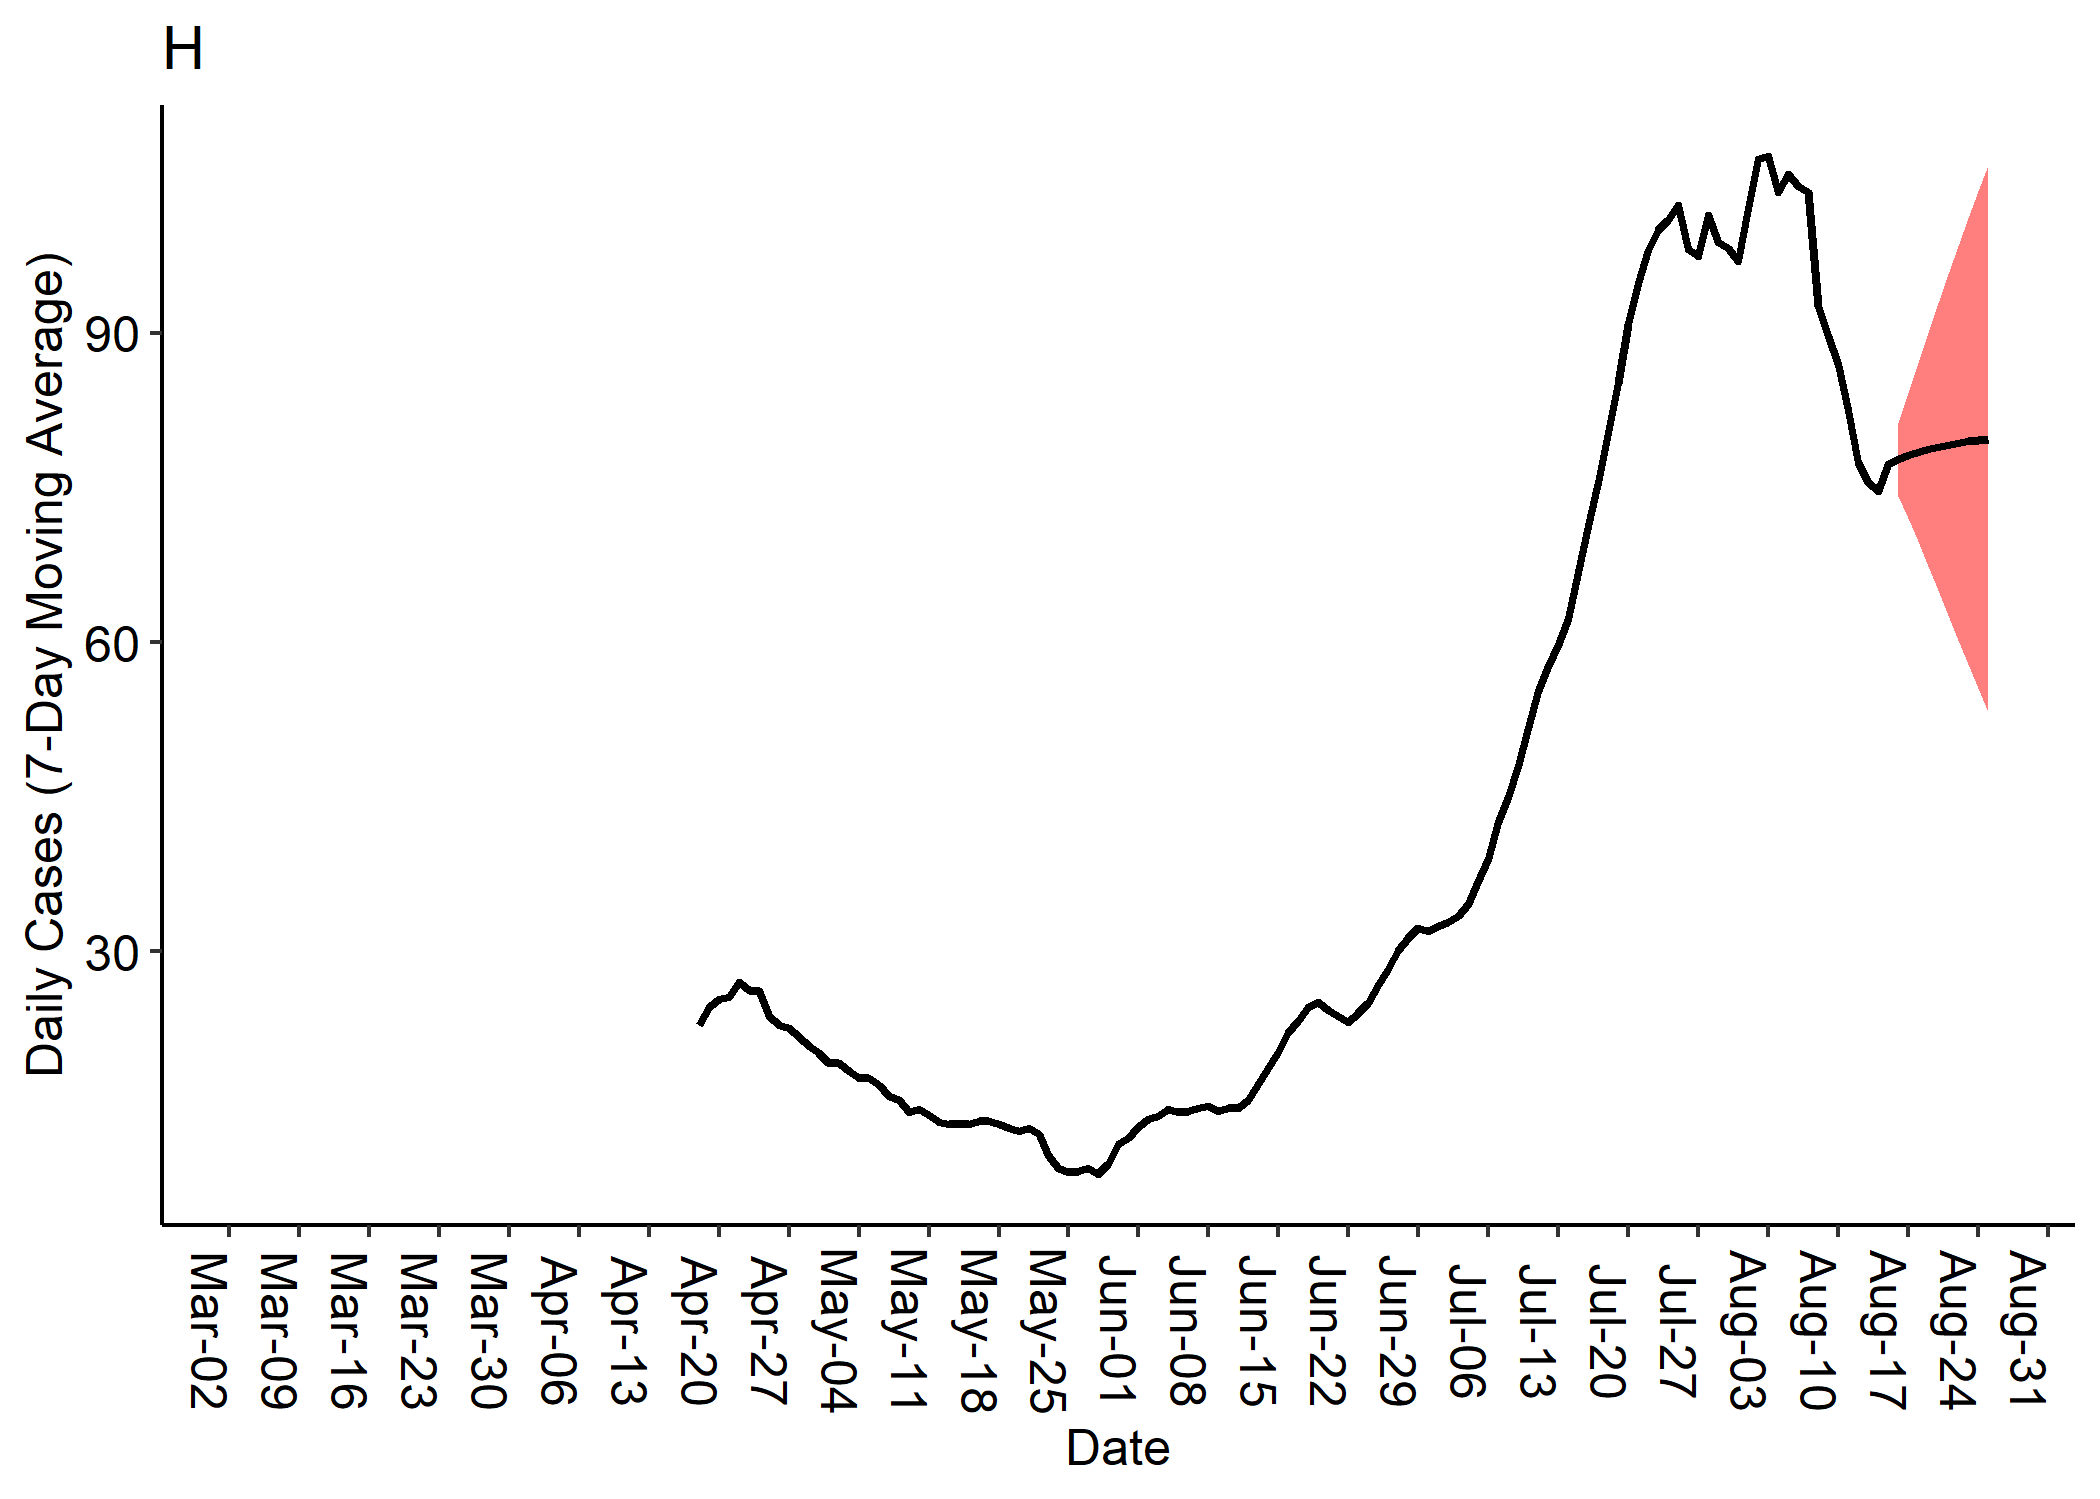 H
Daily Cases (7-Day Moving Average)
90
60
30
Mar-02
Mar-09
Mar-16
Mar-23
Mar-30
Apr-06
Apr-13
Apr-20
Apr-27
May-04
May-11
May-18
May-25
Jun-01
Jun-08
Jun-15
Jun-22
Jun-29
Jul-06
Jul-13
Jul-20
Jul-27
Aug-03
Aug-10
Aug-17
Aug-24
Aug-31
Date